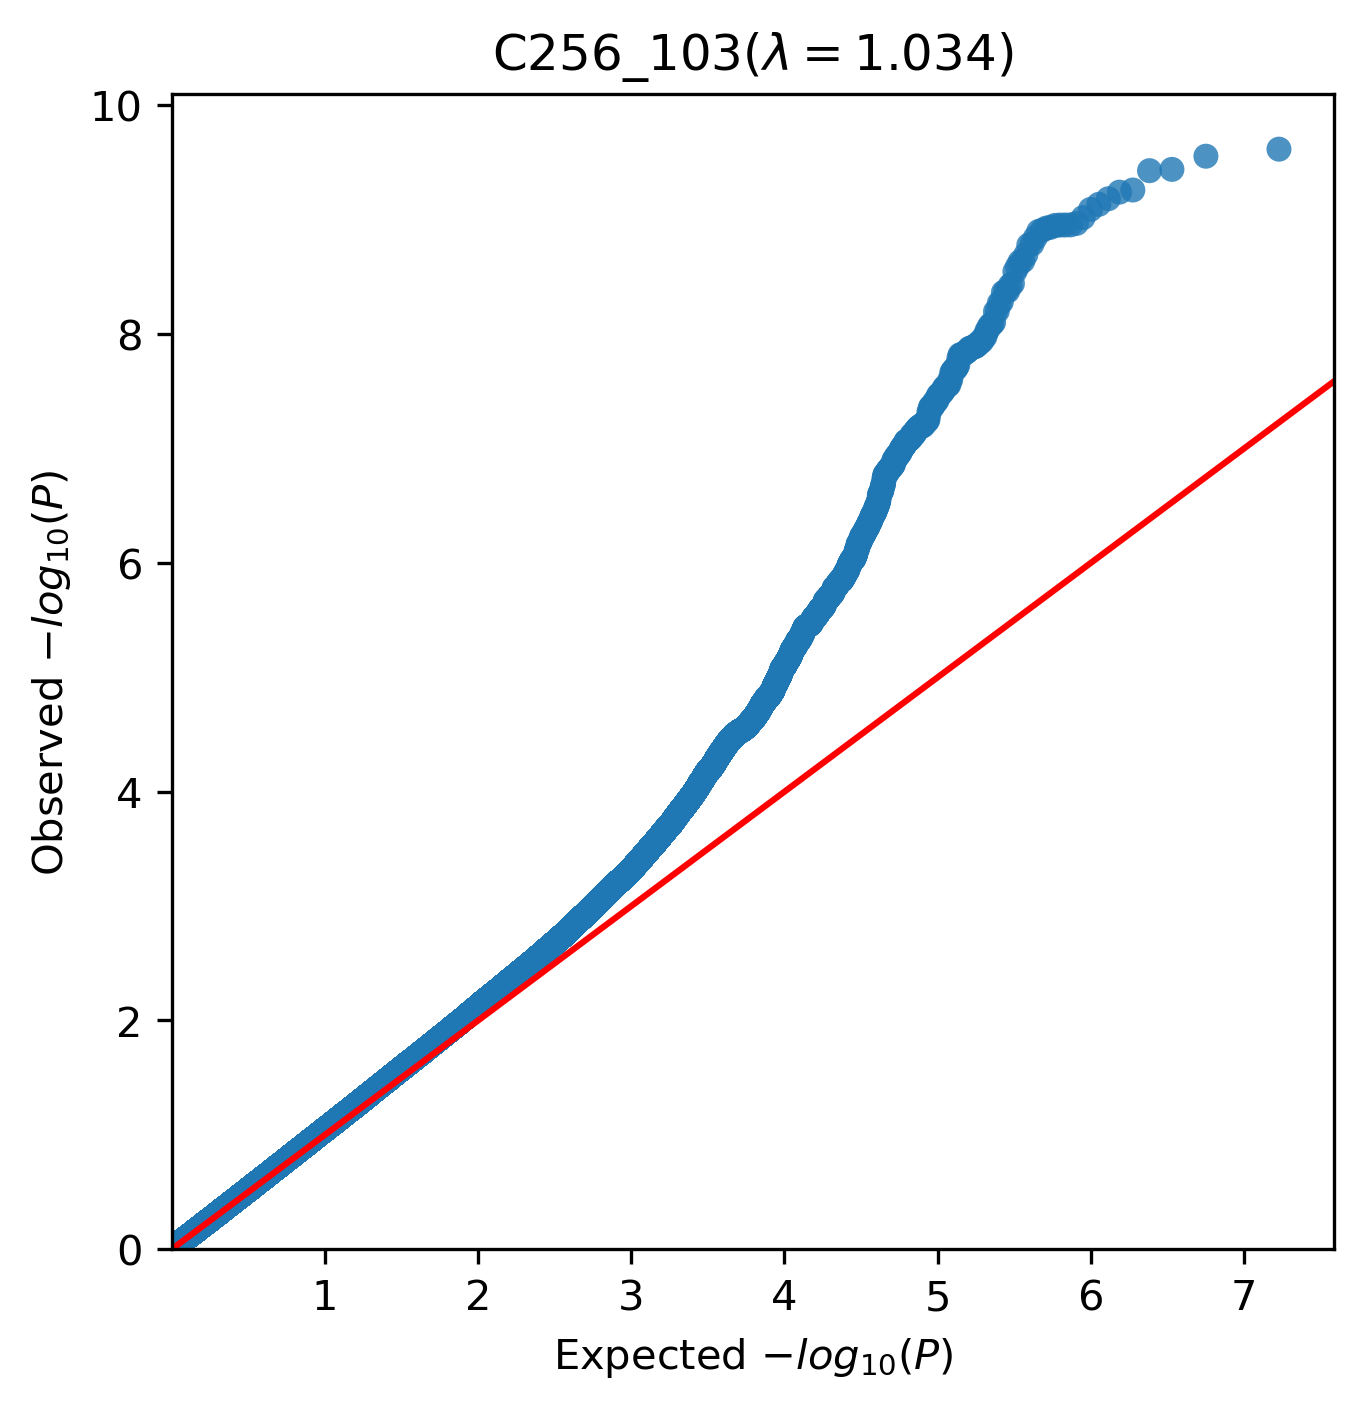 C256_103(λ = 1.034)
Observed −log₁₀(P)
10
8
6
4
2
0
1 2 3 4 5 6 7
Expected −log₁₀(P)